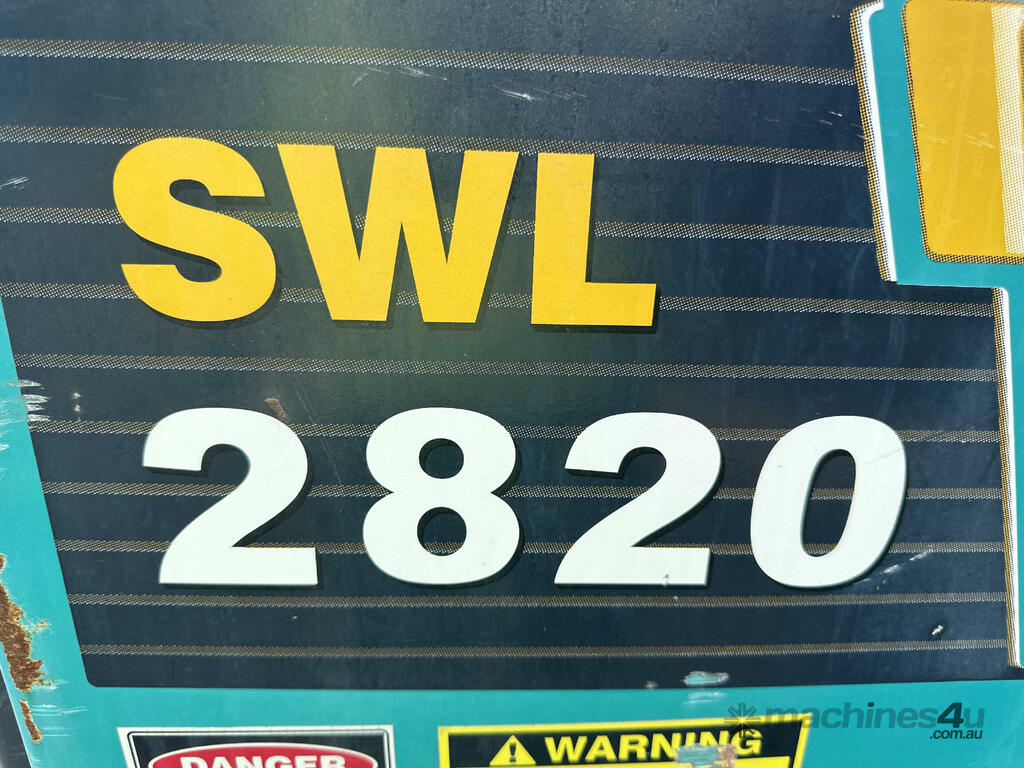 SWL
2820
DANGER
WARNING
machines4u
.com.au